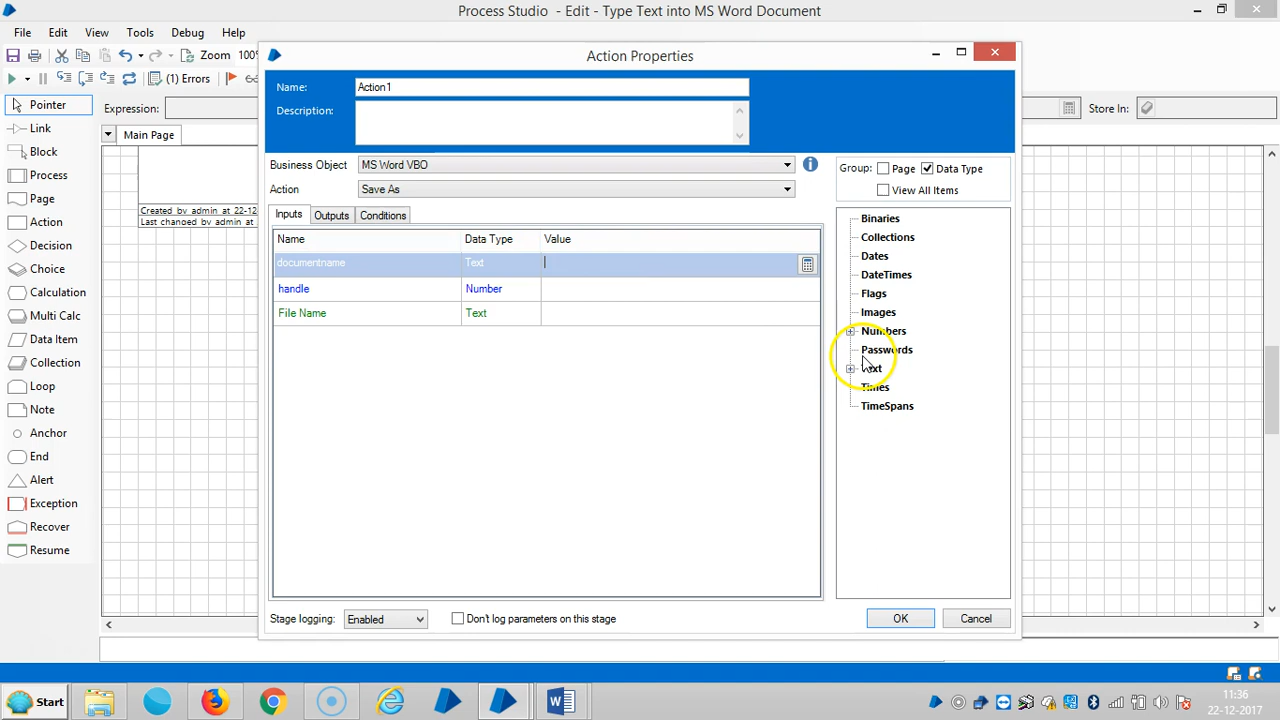 Process Studio  - Edit - Type Text into MS Word Document
File Edit View Tools Debug Help
Zoom 100%
(1) Errors
Expression: Store In:
Pointer
Link
Block
Process
Page
Action
Decision
Choice
Calculation
Multi Calc
Data Item
Collection
Loop
Note
Anchor
End
Alert
Exception
Recover
Resume
Main Page
Created by admin at 22-12
Last changed by admin at
Action Properties
Name: Action1
Description:
Business Object MS Word VBO
Action Save As
Inputs Outputs Conditions
Name Data Type Value
documentname Text
handle Number
File Name Text
Group: Page Data Type
View All Items
Binaries
Collections
Dates
DateTimes
Flags
Images
Numbers
Passwords
Text
Times
TimeSpans
Stage logging: Enabled Don't log parameters on this stage
OK Cancel
Start
11:36
22-12-2017